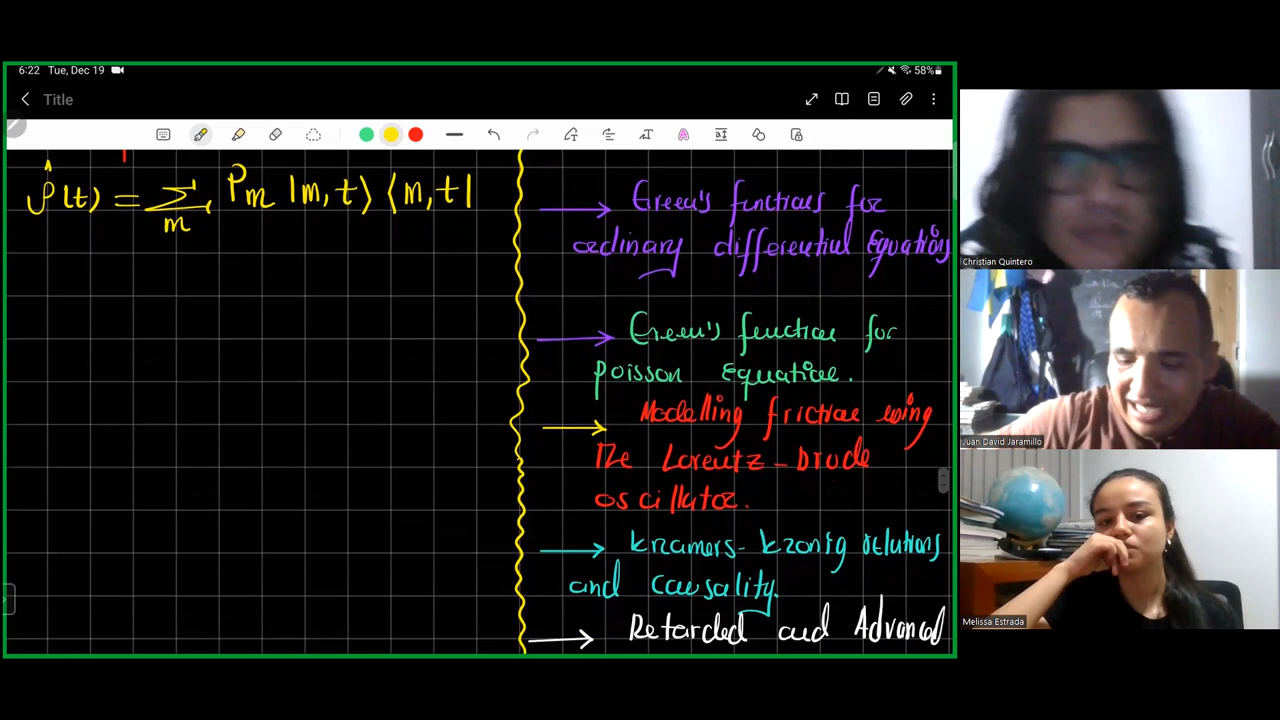 6:22 Tue, Dec 19
58%
Title
ρ̂(t) = Σ_m P_m |m,t⟩⟨m,t|
Green's functions for
ordinary differential Equations
Green's function for
poisson Equation.
Modelling friction using
The Lorentz-Drude
oscillator.
Kramers-Kronig relations
and causality.
Retarded and Advanced
Christian Quintero
Juan David Jaramillo
Melissa Estrada